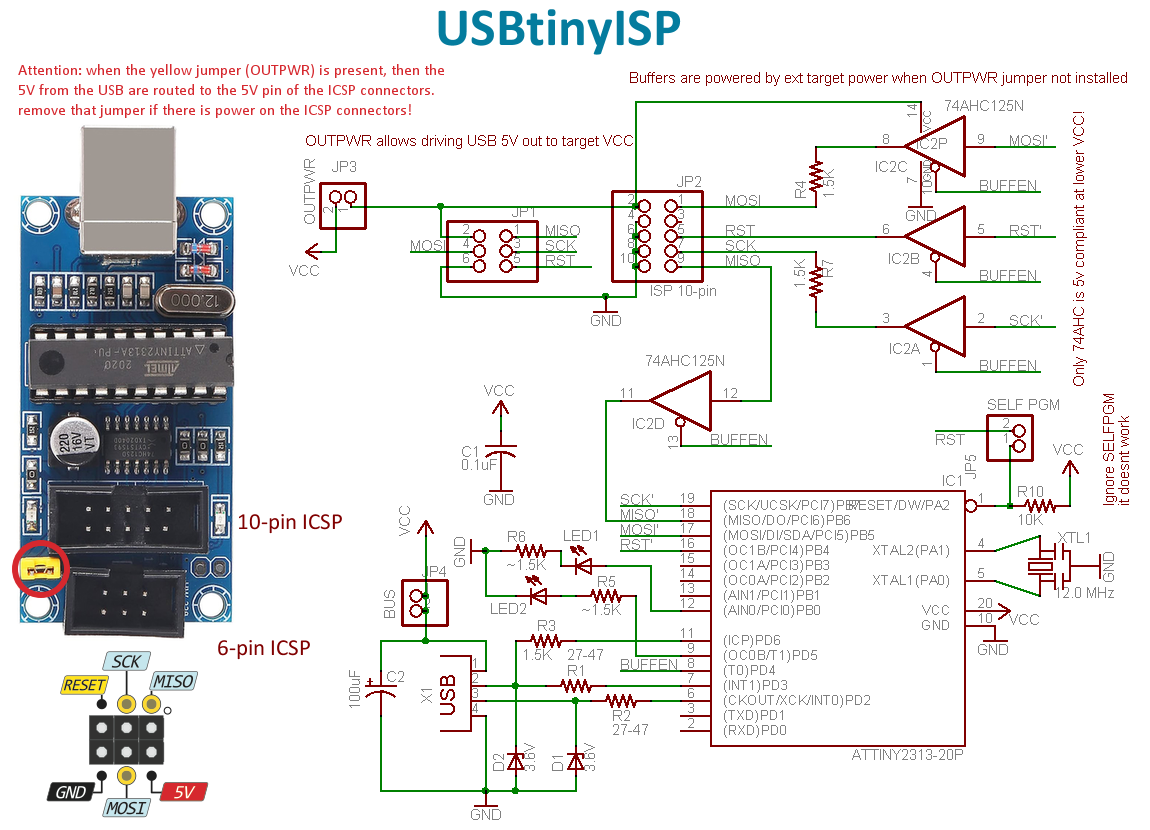 USBtinyISP
Attention: when the yellow jumper (OUTPWR) is present, then the
5V from the USB are routed to the 5V pin of the ICSP connectors.
remove that jumper if there is power on the ICSP connectors!
Buffers are powered by ext target power when OUTPWR jumper not installed
OUTPWR allows driving USB 5V out to target VCC
74AHC125N
14
VCC
8
IC2P
9
MOSI'
IC2C
7
GND
10
BUFFEN
GND
6
5
RST'
IC2B
4
BUFFEN
3
2
SCK'
IC2A
1
BUFFEN
Only 74AHC is 5v compliant at lower VCC!
OUTPWR
JP3
2
1
VCC
JP1
MOSI
2
4
6
1
3
5
MISO
SCK
RST
JP2
2
4
6
8
10
1
3
5
7
9
MOSI
RST
SCK
MISO
ISP 10-pin
GND
R4
1.5K
1.5K
R7
74AHC125N
11
12
IC2D
13
BUFFEN
VCC
C1
0.1uF
GND
SELF PGM
2
1
RST
JP5
VCC
Ignore SELFPGM
it doesnt work
IC1
1
R10
10K
SCK'
MISO'
MOSI'
RST'
19
18
17
16
15
14
13
12
11
9
8
7
6
3
2
(SCK/UCSK/PCI7)PB7
RESET/DW/PA2
(MISO/DO/PCI6)PB6
(MOSI/DI/SDA/PCI5)PB5
(OC1B/PCI4)PB4
(OC1A/PCI3)PB3
(OC0A/PCI2)PB2
(AIN1/PCI1)PB1
(AIN0/PCI0)PB0
(ICP)PD6
(OC0B/T1)PD5
(T0)PD4
(INT1)PD3
(CKOUT/XCK/INT0)PD2
(TXD)PD1
(RXD)PD0
XTAL2(PA1)
XTAL1(PA0)
VCC
GND
4
5
20
10
XTL1
12.0 MHz
GND
VCC
GND
ATTINY2313-20P
VCC
GND
R6
~1.5K
LED1
LED2
R5
~1.5K
JP4
BUS
R3
1.5K
27-47
R1
BUFFEN
R2
27-47
100uF
+
C2
X1
USB
1
2
3
4
D2
3.6V
D1
3.6V
GND
12.000
ATTINY2313A-PU
2020
ATMEL
220
16V
VT
10-pin ICSP
6-pin ICSP
SCK
RESET
MISO
GND
MOSI
5V